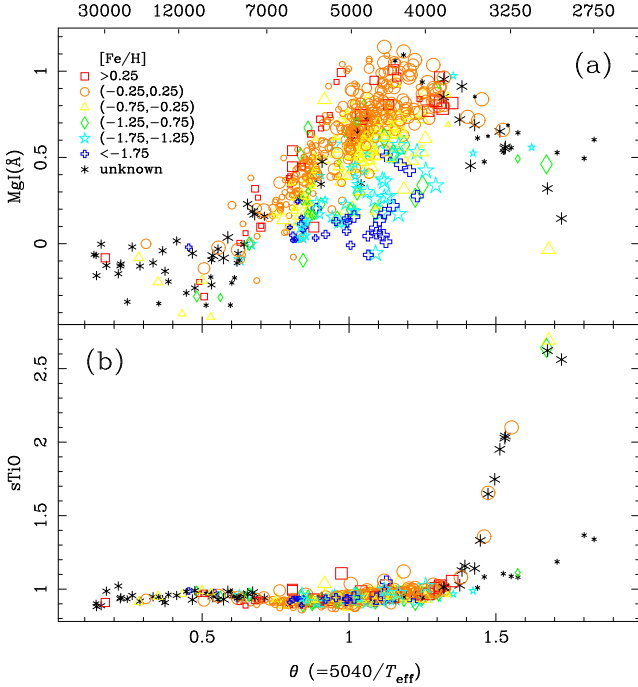 30000 12000 7000 5000 4000 3250 2750
[Fe/H]
>0.25
(−0.25,0.25)
(−0.75,−0.25)
(−1.25,−0.75)
(−1.75,−1.25)
<−1.75
unknown
(a)
1
0.5
0
MgI(Å)
(b)
2.5
2
1.5
1
sTiO
0.5 1 1.5
θ (=5040/Teff)